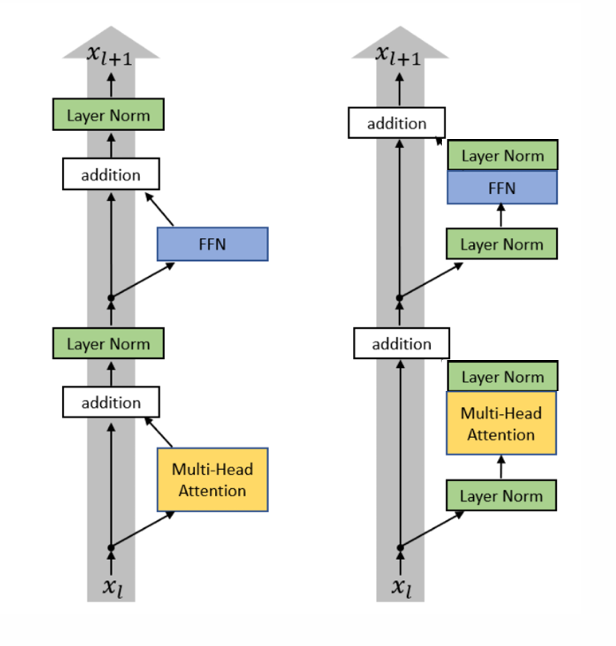 x_{l+1}
Layer Norm
addition
FFN
Layer Norm
addition
Multi-Head
Attention
x_l
x_{l+1}
addition
Layer Norm
FFN
Layer Norm
addition
Layer Norm
Multi-Head
Attention
Layer Norm
x_l